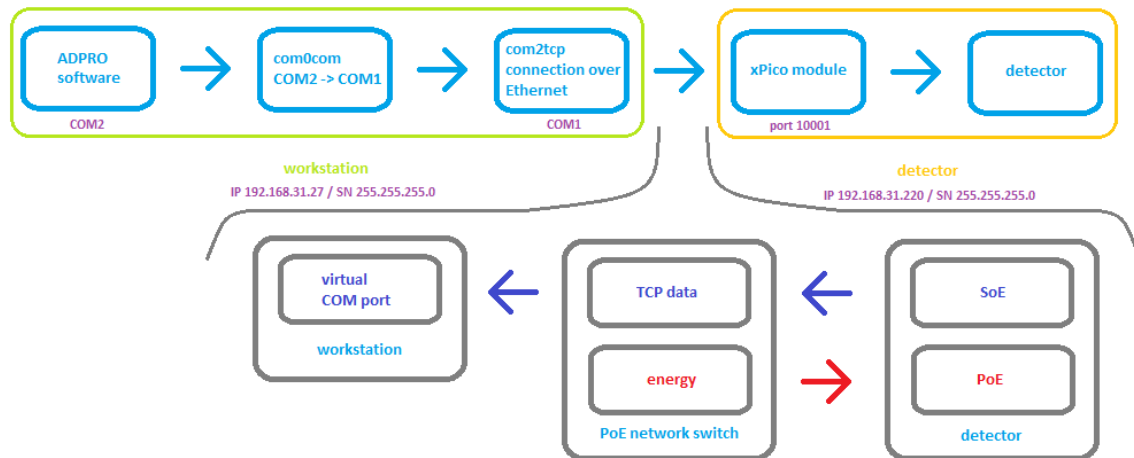 ADPRO
software
com0com
COM2 -> COM1
com2tcp
connection over
Ethernet
xPico module
detector
COM2
COM1
port 10001
workstation
detector
IP 192.168.31.27 / SN 255.255.255.0
IP 192.168.31.220 / SN 255.255.255.0
virtual
COM port
TCP data
SoE
workstation
energy
PoE
PoE network switch
detector